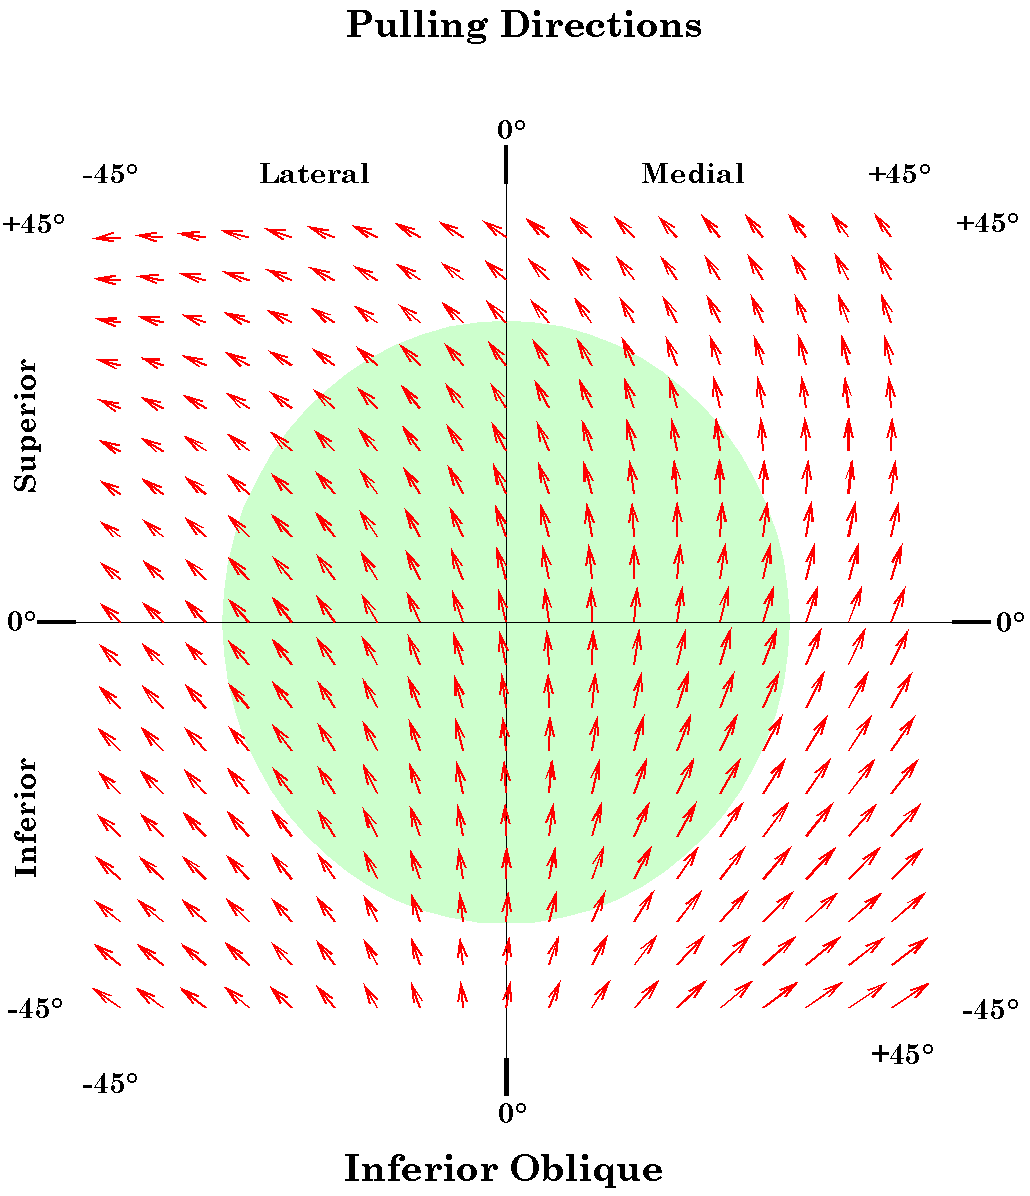 Pulling Directions
0°
-45° Lateral Medial +45°
+45° +45°
Superior
0° 0°
Inferior
-45° -45°
-45° +45°
0°
Inferior Oblique